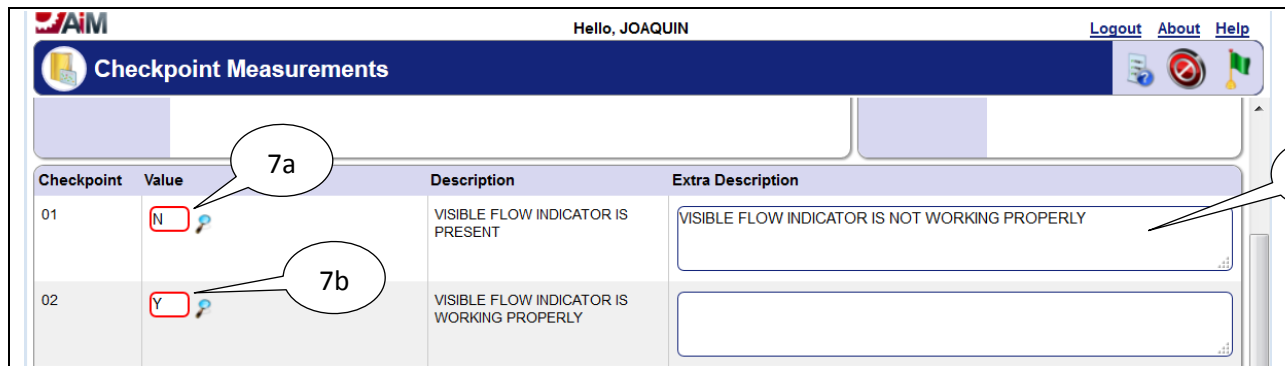 AiM
Hello, JOAQUIN
Logout About Help
Checkpoint Measurements
7a
Checkpoint Value Description Extra Description
01 N VISIBLE FLOW INDICATOR IS VISIBLE FLOW INDICATOR IS NOT WORKING PROPERLY
PRESENT
7b
02 Y VISIBLE FLOW INDICATOR IS
WORKING PROPERLY